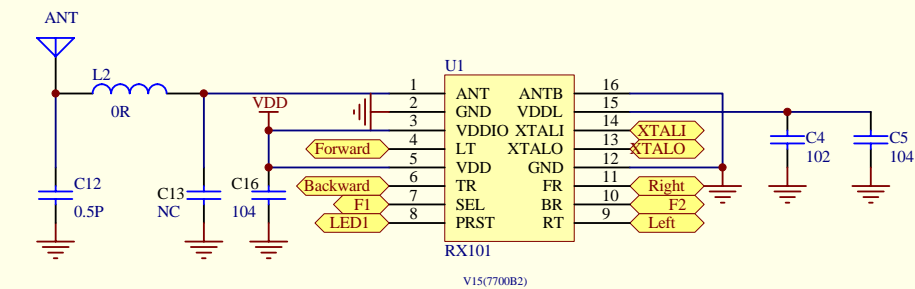 ANT
L2
0R
C12
0.5P
C13
NC
VDD
C16
104
U1
1 ANT ANTB 16
2 GND VDDL 15
3 VDDIO XTALI 14 XTALI
Forward 4 LT XTALO 13 XTALO
5 VDD GND 12
Backward 6 TR FR 11 Right
F1 7 SEL BR 10 F2
LED1 8 PRST RT 9 Left
RX101
C4
102
C5
104
V15(7700B2)